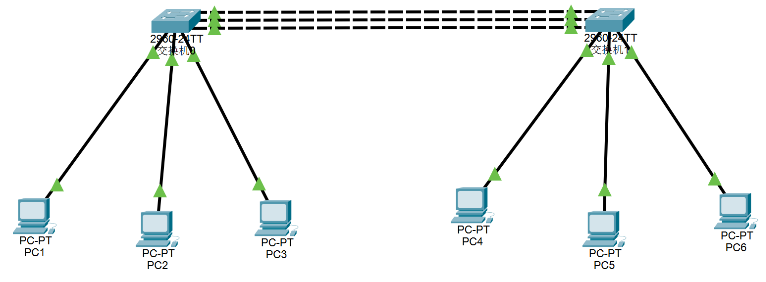 2960-24TT
交换机0
2960-24TT
交换机1
PC-PT
PC1
PC-PT
PC2
PC-PT
PC3
PC-PT
PC4
PC-PT
PC5
PC-PT
PC6